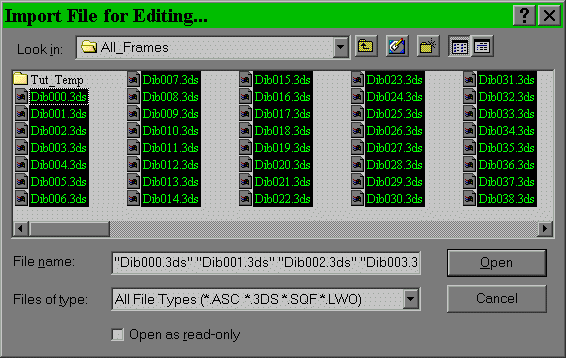 Import File for Editing...
Look in: All_Frames
Tut_Temp Dib007.3ds Dib015.3ds Dib023.3ds Dib031.3ds
Dib000.3ds Dib008.3ds Dib016.3ds Dib024.3ds Dib032.3ds
Dib001.3ds Dib009.3ds Dib017.3ds Dib025.3ds Dib033.3ds
Dib002.3ds Dib010.3ds Dib018.3ds Dib026.3ds Dib034.3ds
Dib003.3ds Dib011.3ds Dib019.3ds Dib027.3ds Dib035.3ds
Dib004.3ds Dib012.3ds Dib020.3ds Dib028.3ds Dib036.3ds
Dib005.3ds Dib013.3ds Dib021.3ds Dib029.3ds Dib037.3ds
Dib006.3ds Dib014.3ds Dib022.3ds Dib030.3ds Dib038.3ds
File name: "Dib000.3ds" "Dib001.3ds" "Dib002.3ds" "Dib003.3 Open
Files of type: All File Types (*.ASC *.3DS *.SQF *.LWO) Cancel
Open as read-only